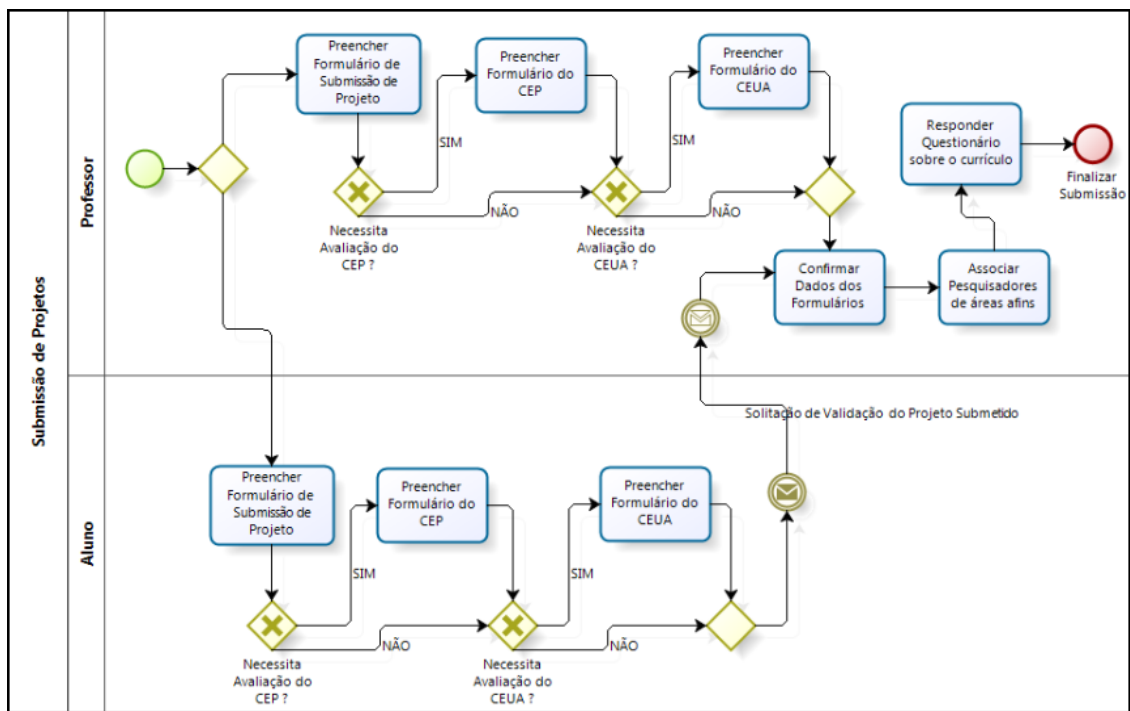 Submissão de Projetos
Professor
Preencher
Formulário de
Submissão de
Projeto
Preencher
Formulário do
CEP
Preencher
Formulário do
CEUA
Responder
Questionário
sobre o currículo
SIM
SIM
NÃO
NÃO
Finalizar
Submissão
Necessita
Avaliação do
CEP ?
Necessita
Avaliação do
CEUA ?
Confirmar
Dados dos
Formulários
Associar
Pesquisadores
de áreas afins
Aluno
Solitação de Validação do Projeto Submetido
Preencher
Formulário de
Submissão de
Projeto
Preencher
Formulário do
CEP
Preencher
Formulário do
CEUA
SIM
SIM
NÃO
NÃO
Necessita
Avaliação do
CEP ?
Necessita
Avaliação do
CEUA ?